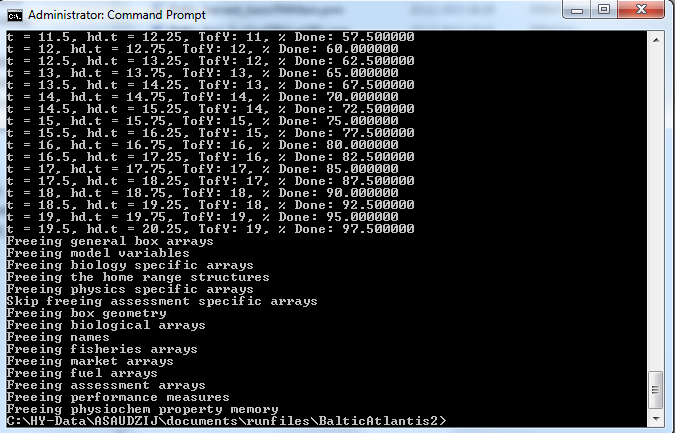 Administrator: Command Prompt
t = 11.5, hd.t = 12.25, TofY: 11, % Done: 57.500000
t = 12, hd.t = 12.75, TofY: 12, % Done: 60.000000
t = 12.5, hd.t = 13.25, TofY: 12, % Done: 62.500000
t = 13, hd.t = 13.75, TofY: 13, % Done: 65.000000
t = 13.5, hd.t = 14.25, TofY: 13, % Done: 67.500000
t = 14, hd.t = 14.75, TofY: 14, % Done: 70.000000
t = 14.5, hd.t = 15.25, TofY: 14, % Done: 72.500000
t = 15, hd.t = 15.75, TofY: 15, % Done: 75.000000
t = 15.5, hd.t = 16.25, TofY: 15, % Done: 77.500000
t = 16, hd.t = 16.75, TofY: 16, % Done: 80.000000
t = 16.5, hd.t = 17.25, TofY: 16, % Done: 82.500000
t = 17, hd.t = 17.75, TofY: 17, % Done: 85.000000
t = 17.5, hd.t = 18.25, TofY: 17, % Done: 87.500000
t = 18, hd.t = 18.75, TofY: 18, % Done: 90.000000
t = 18.5, hd.t = 19.25, TofY: 18, % Done: 92.500000
t = 19, hd.t = 19.75, TofY: 19, % Done: 95.000000
t = 19.5, hd.t = 20.25, TofY: 19, % Done: 97.500000
Freeing general box arrays
Freeing model variables
Freeing biology specific arrays
Freeing the home range structures
Freeing physics specific arrays
Skip freeing assessment specific arrays
Freeing box geometry
Freeing biological arrays
Freeing names
Freeing fisheries arrays
Freeing market arrays
Freeing fuel arrays
Freeing assessment arrays
Freeing performance measures
Freeing physiochem property memory
C:\HY-Data\ASAUDZIJ\documents\runfiles\BalticAtlantis2>